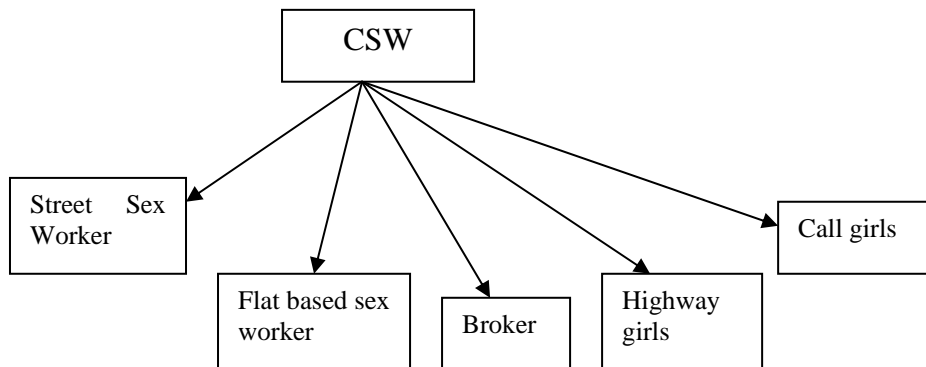 CSW
Street Sex
Worker
Flat based sex
worker
Broker
Highway
girls
Call girls